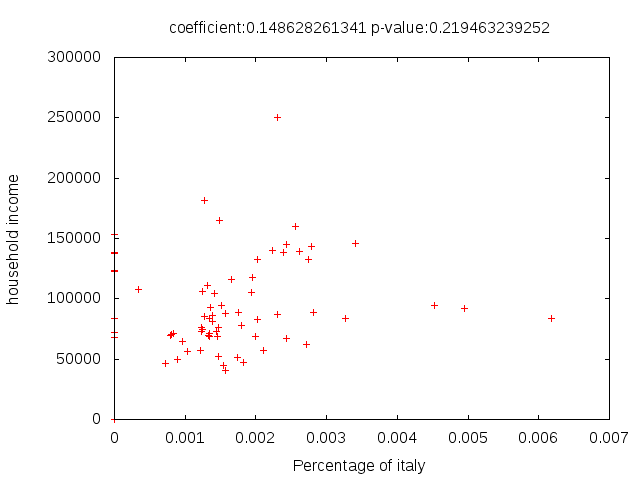 coefficient:0.148628261341 p-value:0.219463239252
300000
250000
200000
150000
100000
50000
0
household income
0 0.001 0.002 0.003 0.004 0.005 0.006 0.007
Percentage of italy